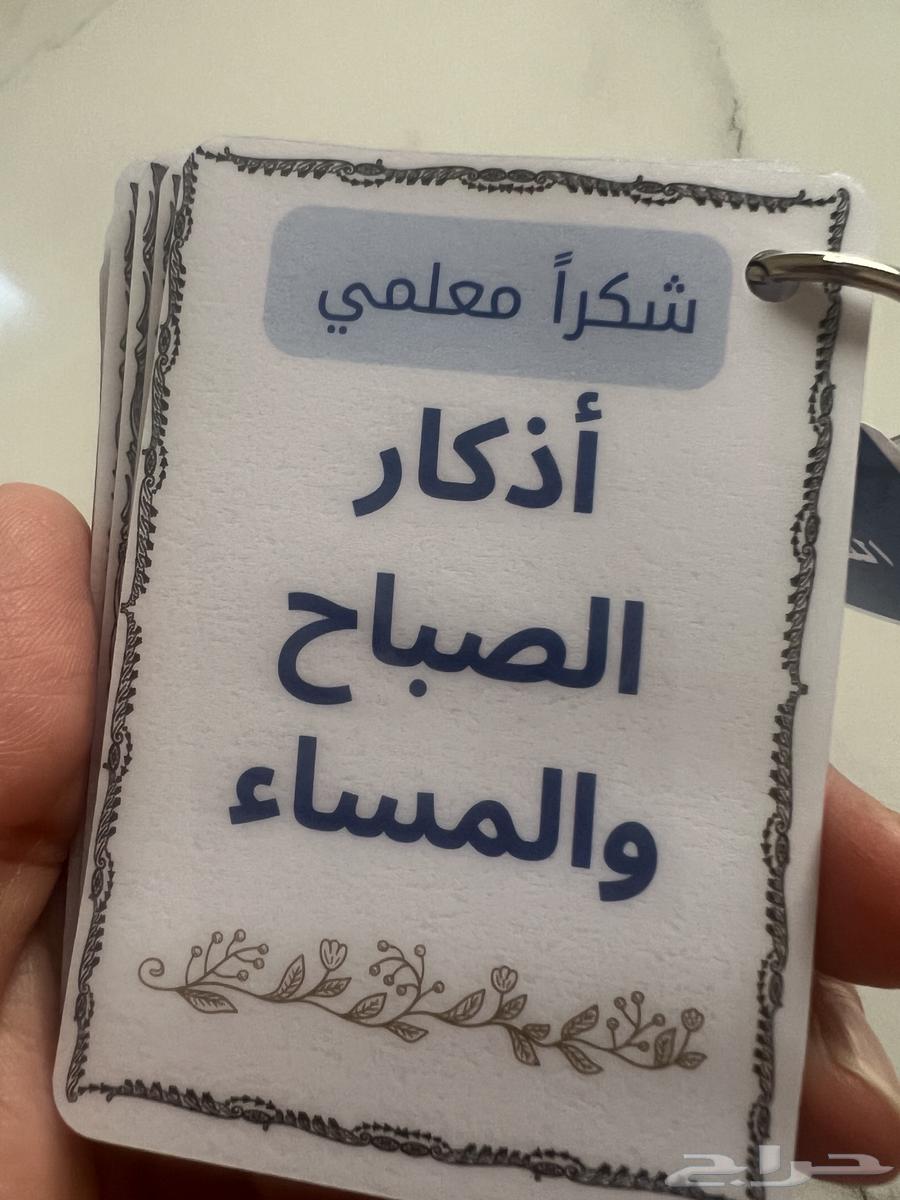 شكراً معلمي
أذكار
الصباح
والمساء
حراج